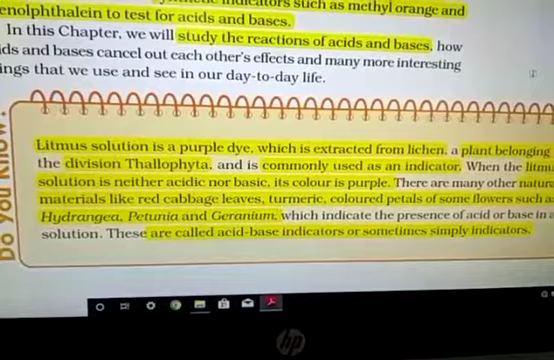 indicators such as methyl orange and
enolphthalein to test for acids and bases.
In this Chapter, we will study the reactions of acids and bases, how
ds and bases cancel out each other's effects and many more interesting
ings that we use and see in our day-to-day life.
Do You Know?
Litmus solution is a purple dye, which is extracted from lichen, a plant belonging
the division Thallophyta, and is commonly used as an indicator. When the litmu
solution is neither acidic nor basic, its colour is purple. There are many other natur
materials like red cabbage leaves, turmeric, coloured petals of some flowers such as
Hydrangea, Petunia and Geranium, which indicate the presence of acid or base in a
solution. These are called acid-base indicators or sometimes simply indicators.
hp